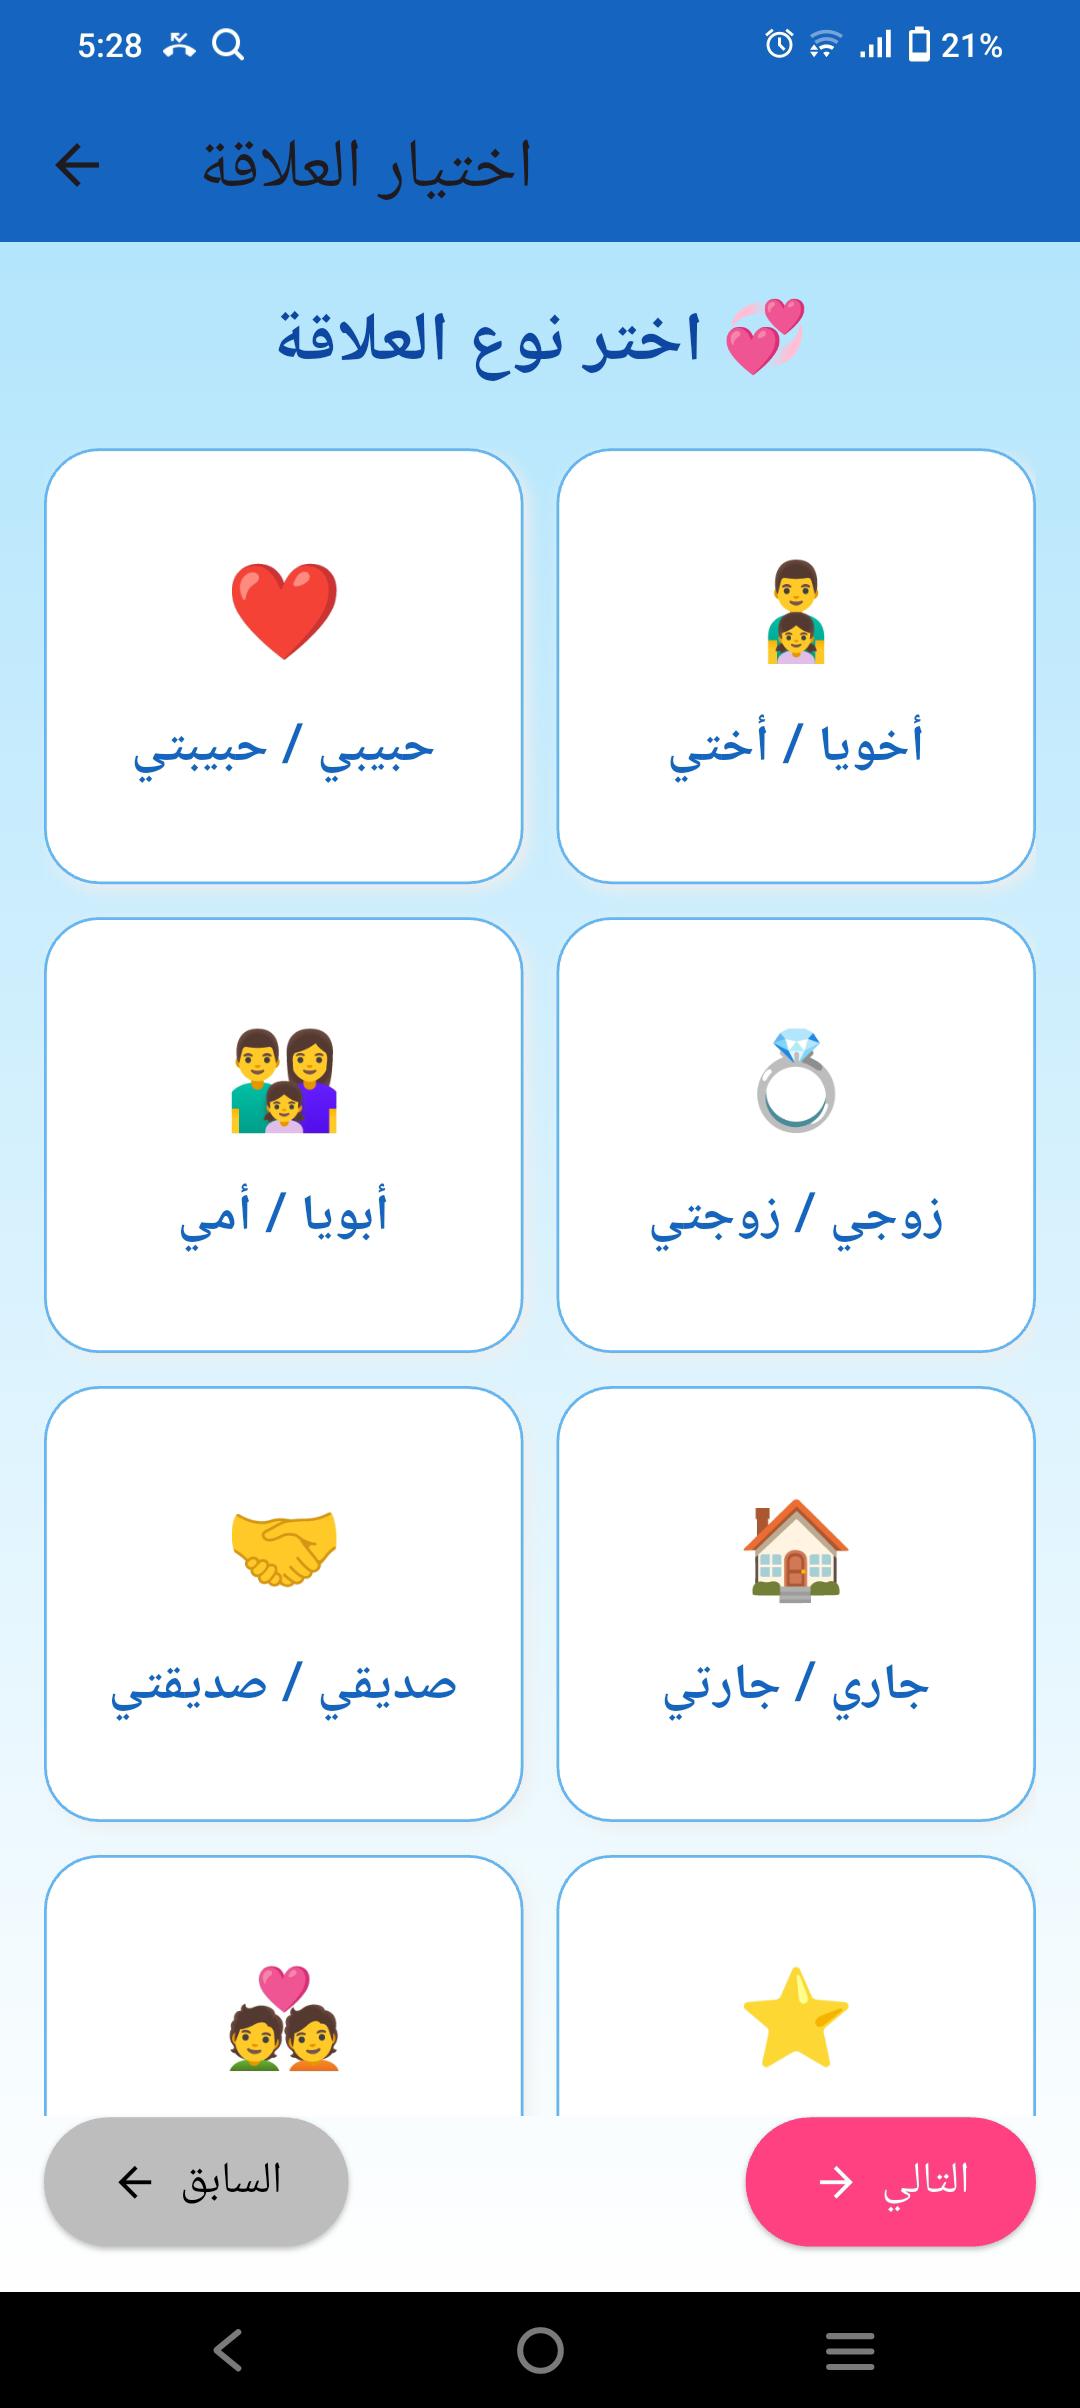 5:28 21%
اختيار العلاقة
💞 اختر نوع العلاقة
حبيبي / حبيبتي
أخويا / أختي
أبويا / أمي
زوجي / زوجتي
صديقي / صديقتي
جاري / جارتي
السابق
التالي